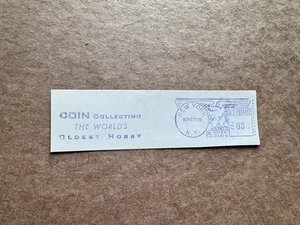 COIN COLLECTING
THE WORLD'S
OLDEST HOBBY
NEW YORK
N.Y.